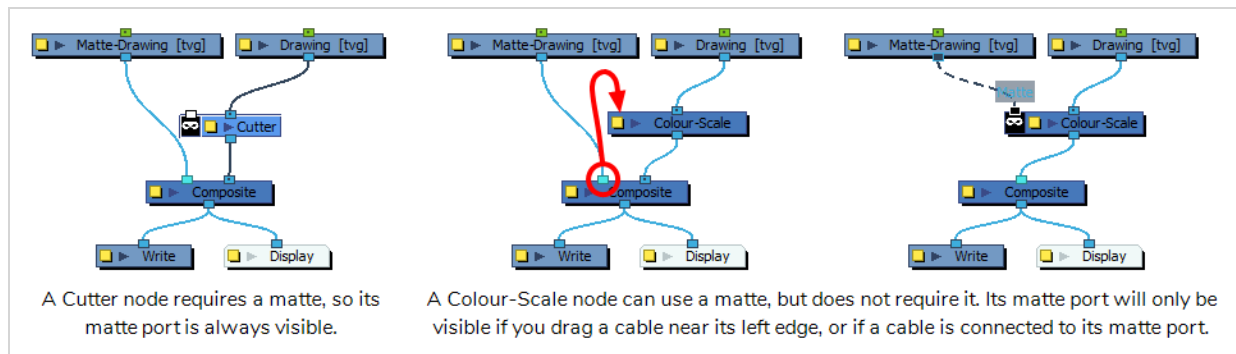 Matte-Drawing [tvg]
Drawing [tvg]
Cutter
Composite
Write
Display
A Cutter node requires a matte, so its
matte port is always visible.
Matte-Drawing [tvg]
Drawing [tvg]
Colour-Scale
Composite
Write
Display
Matte-Drawing [tvg]
Drawing [tvg]
Matte
Colour-Scale
Composite
Write
Display
A Colour-Scale node can use a matte, but does not require it. Its matte port will only be
visible if you drag a cable near its left edge, or if a cable is connected to its matte port.